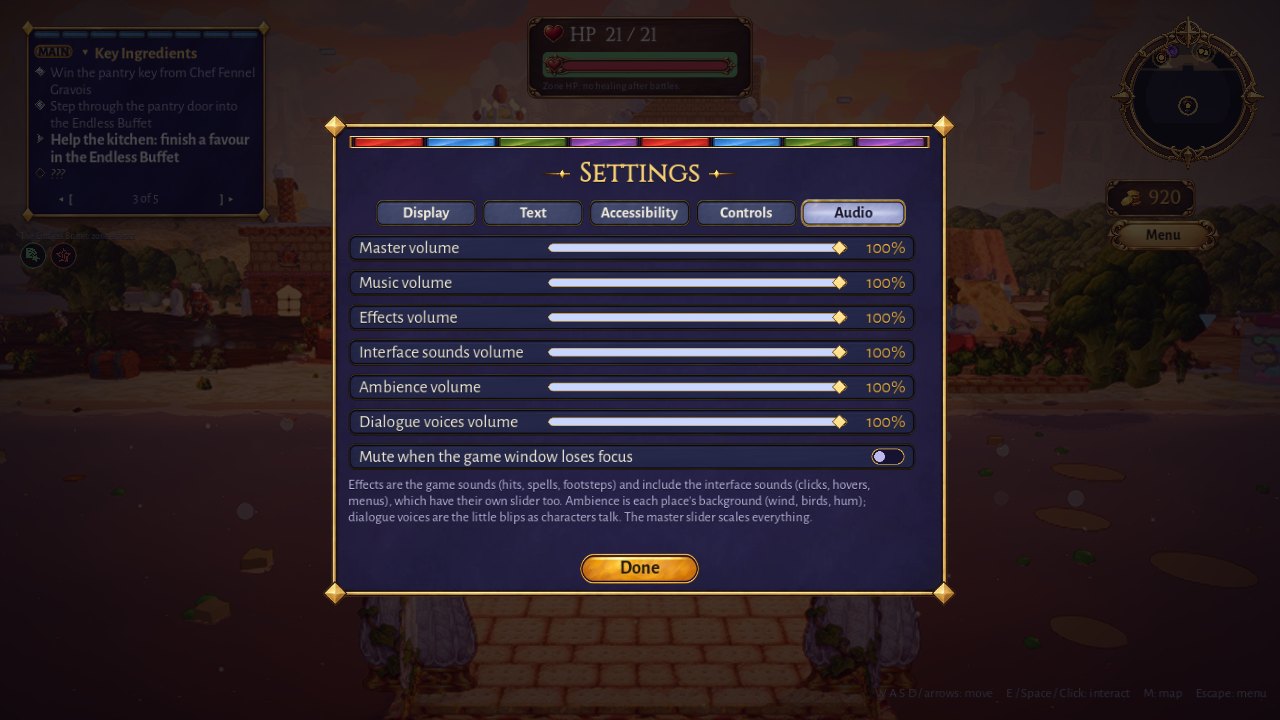 MAIN ▾ Key Ingredients
Win the pantry key from Chef Fennel
Gravois
Step through the pantry door into
the Endless Buffet
Help the kitchen: finish a favour
in the Endless Buffet
???
◂ [ 3 of 5 ] ▸
HP 21 / 21
Zone HP: no healing after battles.
920
Menu
SETTINGS
Display Text Accessibility Controls Audio
Master volume 100%
Music volume 100%
Effects volume 100%
Interface sounds volume 100%
Ambience volume 100%
Dialogue voices volume 100%
Mute when the game window loses focus
Effects are the game sounds (hits, spells, footsteps) and include the interface sounds (clicks, hovers,
menus), which have their own slider too. Ambience is each place's background (wind, birds, hum);
dialogue voices are the little blips as characters talk. The master slider scales everything.
Done
W A S D / arrows: move E / Space / Click: interact M: map Escape: menu